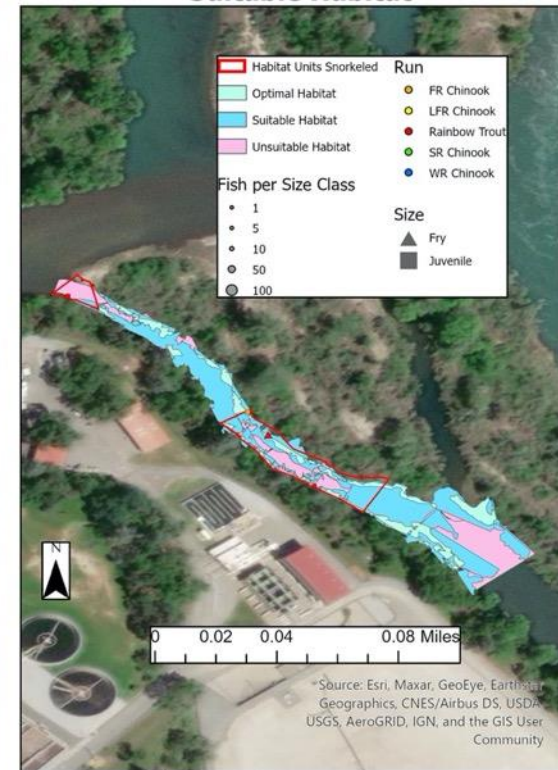 Habitat Units Snorkeled
Optimal Habitat
Suitable Habitat
Unsuitable Habitat
Fish per Size Class
1
5
10
50
100
Run
FR Chinook
LFR Chinook
Rainbow Trout
SR Chinook
WR Chinook
Size
Fry
Juvenile
N
0 0.02 0.04 0.08 Miles
Source: Esri, Maxar, GeoEye, Earthstar
Geographics, CNES/Airbus DS, USDA,
USGS, AeroGRID, IGN, and the GIS User
Community